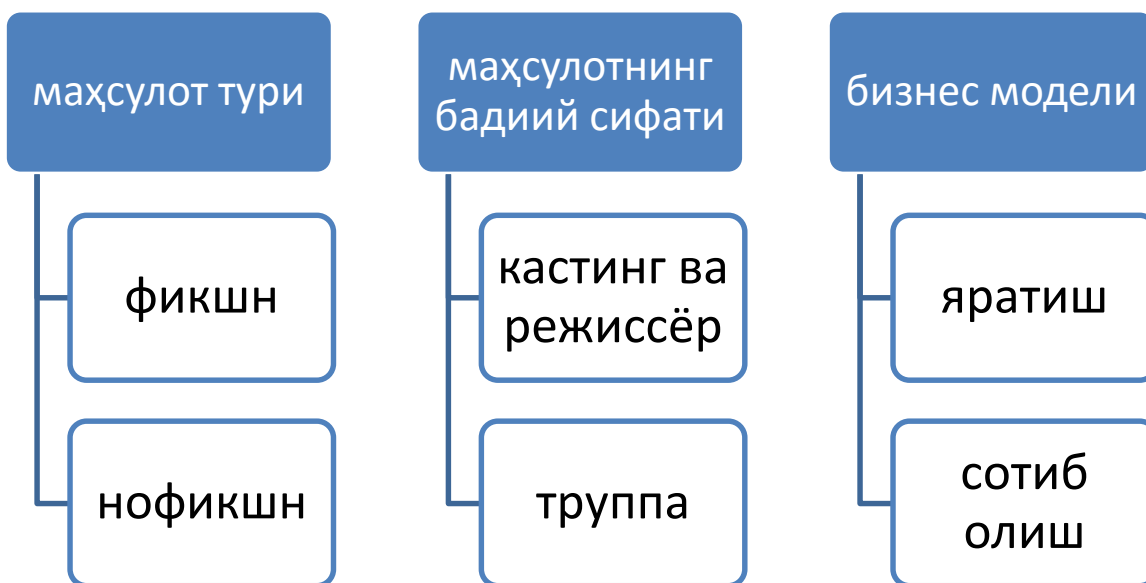 маҳсулот тури
фикшн
нофикшн
маҳсулотнинг
бадиий сифати
кастинг ва
режиссёр
труппа
бизнес модели
яратиш
сотиб
олиш